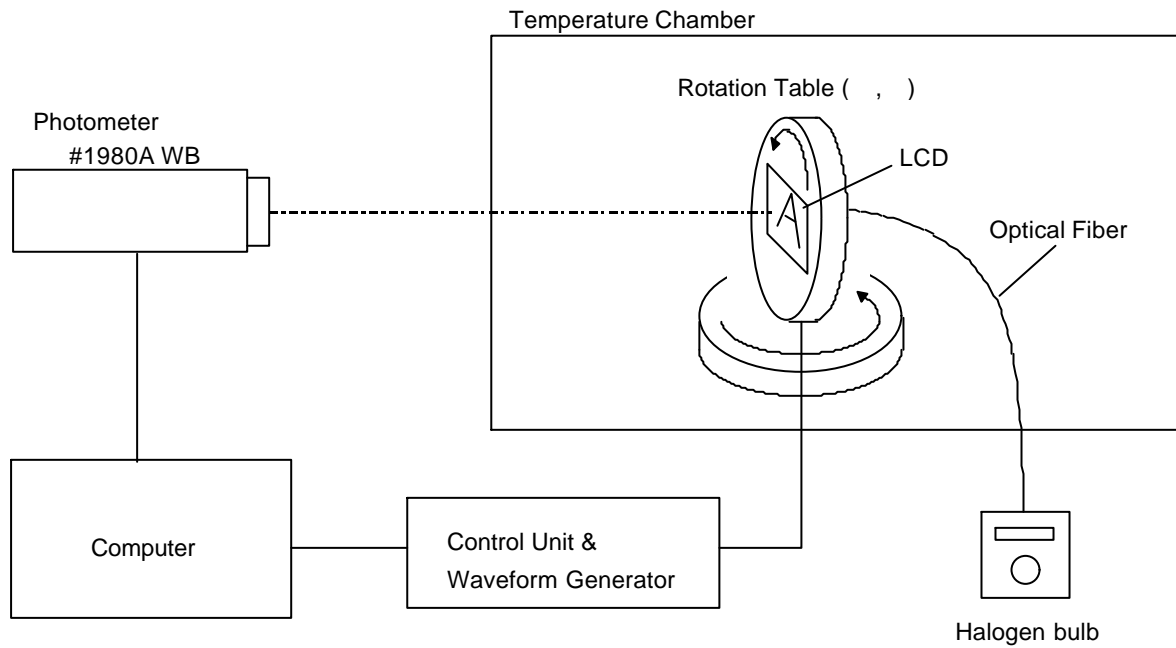 Temperature Chamber
Rotation Table (   ,   )
Photometer
#1980A WB
LCD
A
Optical Fiber
Computer
Control Unit &
Waveform Generator
Halogen bulb